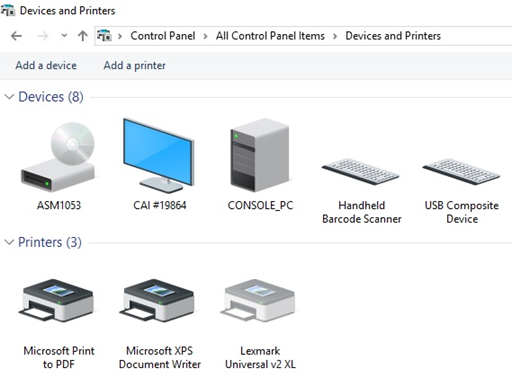 Devices and Printers
Control Panel > All Control Panel Items > Devices and Printers
Add a device Add a printer
Devices (8)
ASM1053
CAI #19864
CONSOLE_PC
Handheld
Barcode Scanner
USB Composite
Device
Printers (3)
Microsoft Print
to PDF
Microsoft XPS
Document Writer
Lexmark
Universal v2 XL